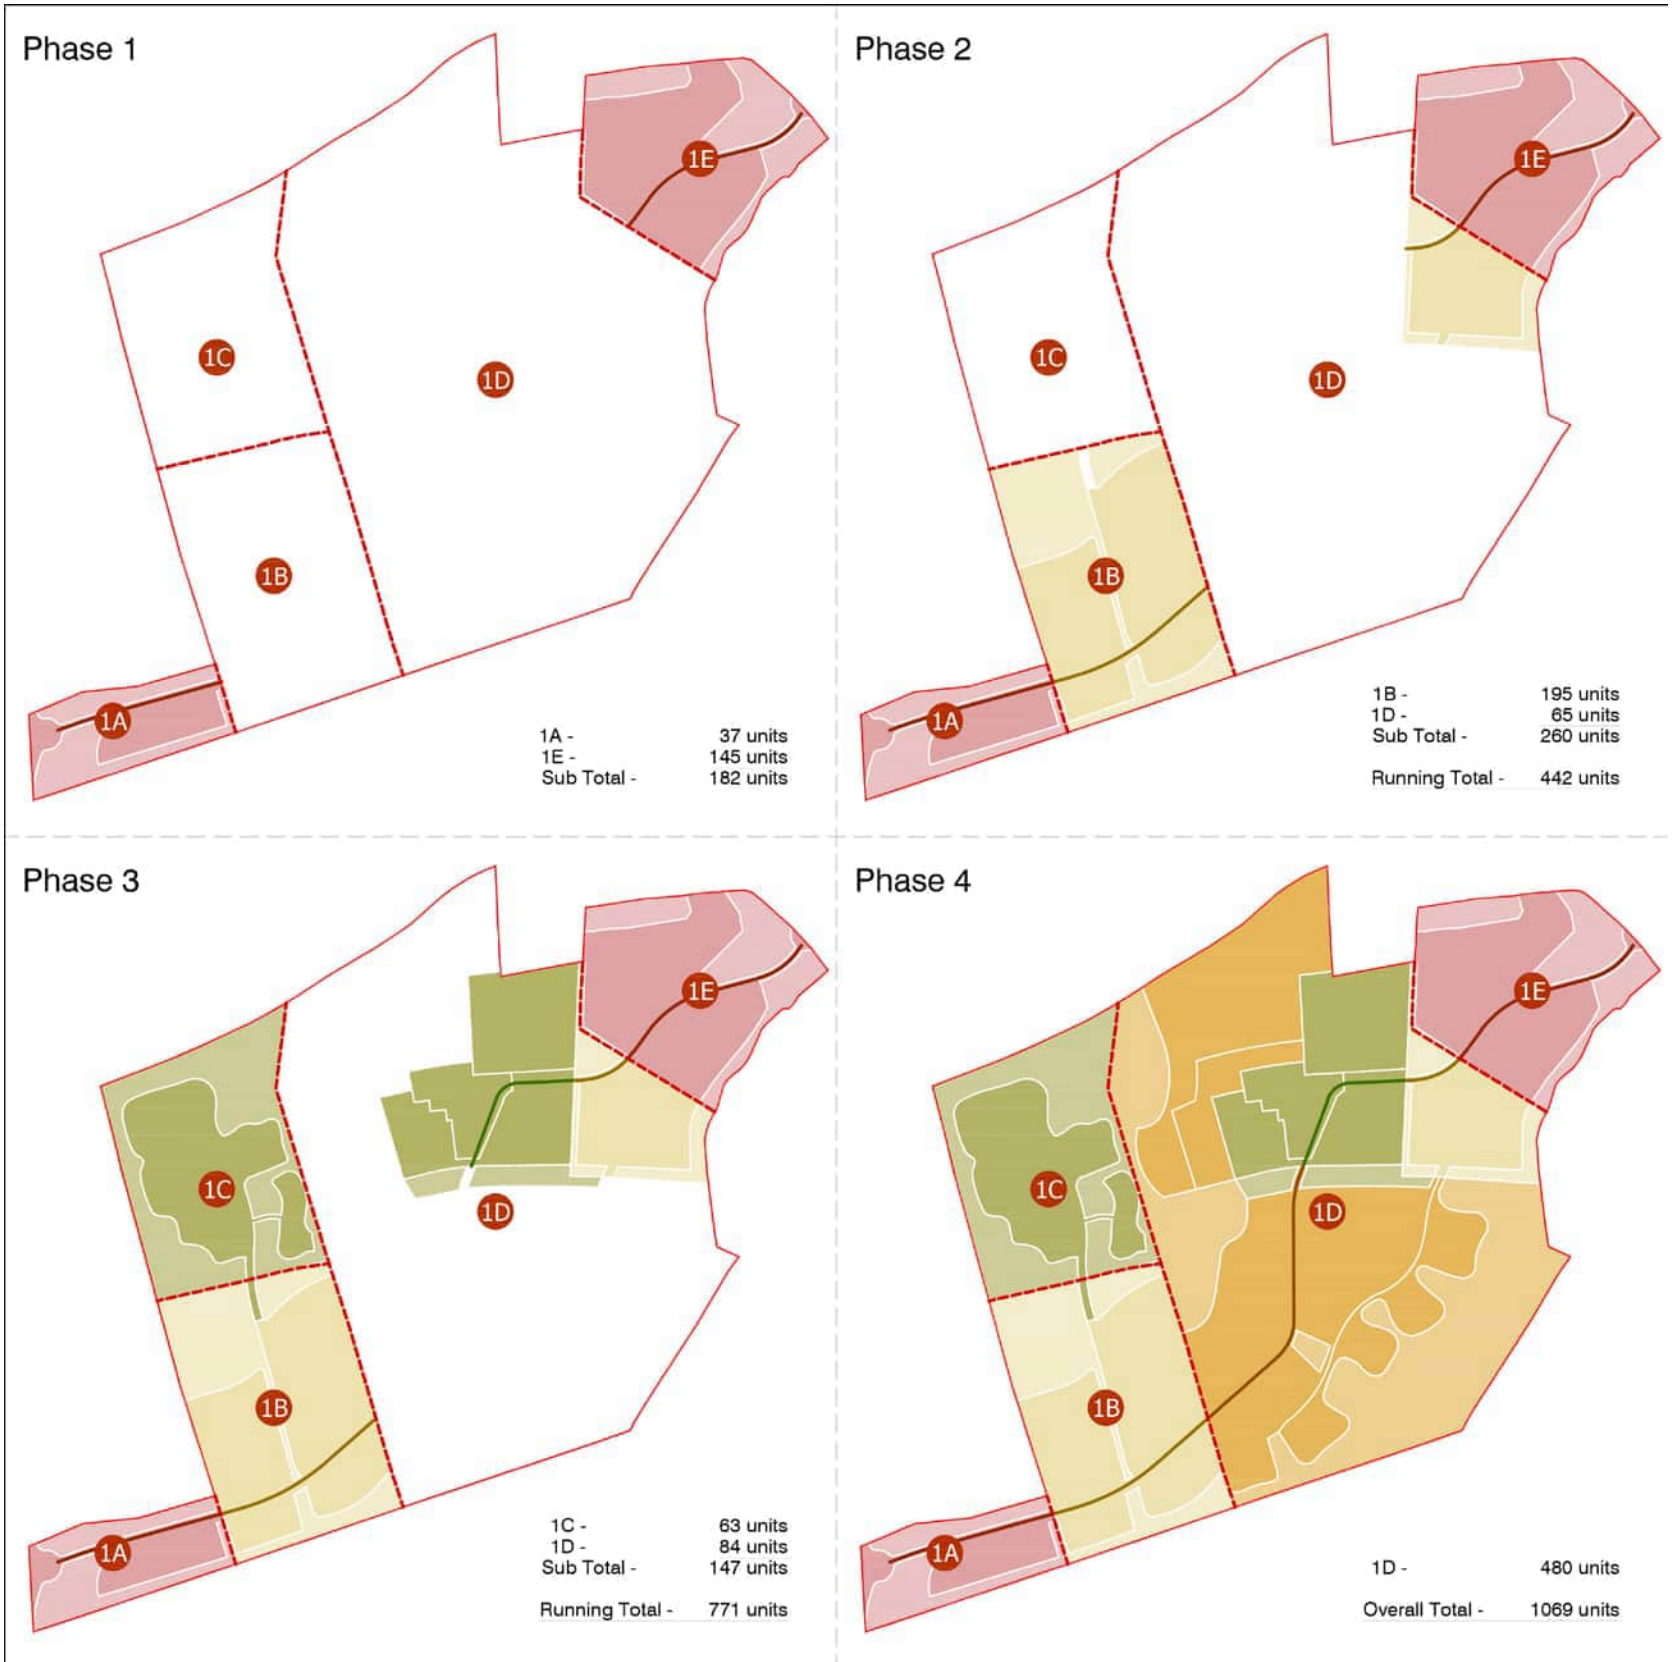 Phase 1
1E
1C
1D
1B
1A
1A - 37 units
1E - 145 units
Sub Total - 182 units
Phase 2
1E
1C
1D
1B
1A
1B - 195 units
1D - 65 units
Sub Total - 260 units
Running Total - 442 units
Phase 3
1E
1C
1D
1B
1A
1C - 63 units
1D - 84 units
Sub Total - 147 units
Running Total - 771 units
Phase 4
1E
1C
1D
1B
1A
1D - 480 units
Overall Total - 1069 units